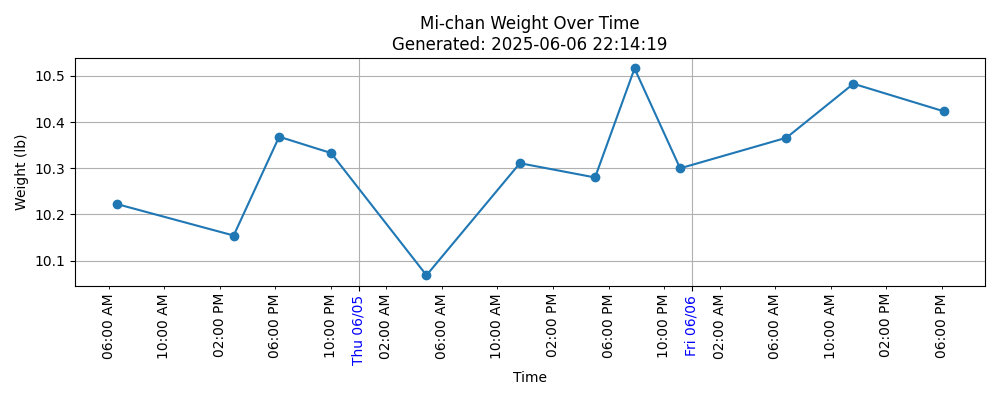 Mi-chan Weight Over Time
Generated: 2025-06-06 22:14:19
Weight (lb)
10.5
10.4
10.3
10.2
10.1
06:00 AM
10:00 AM
02:00 PM
06:00 PM
10:00 PM
Thu 06/05
02:00 AM
06:00 AM
10:00 AM
02:00 PM
06:00 PM
10:00 PM
Fri 06/06
02:00 AM
06:00 AM
10:00 AM
02:00 PM
06:00 PM
Time